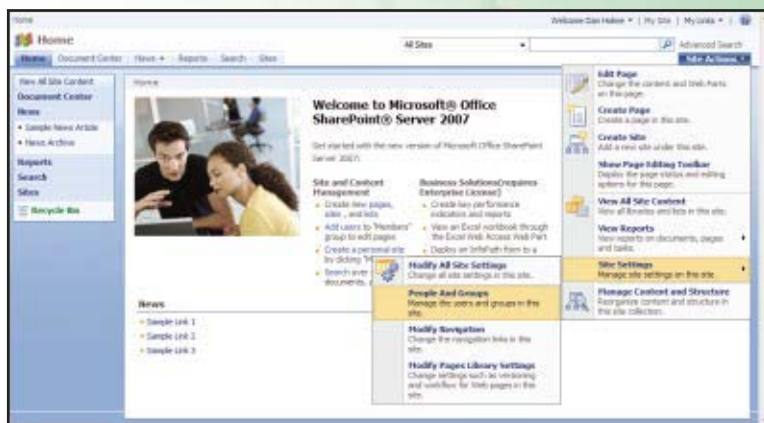 Home
Welcome Dan Holme | My Site | My Links
Home
All Sites
Advanced Search
Home Document Center News Reports Search Sites
Site Actions
View All Site Content
Document Center
News
Sample News Article
News Archive
Reports
Search
Sites
Recycle Bin
Home
Welcome to Microsoft® Office
SharePoint® Server 2007
Get started with the new version of Microsoft Office SharePoint
Server 2007:
Site and Content
Management
Create new pages,
sites, and lists
Add users to "Members"
group to edit pages
Create a personal site
by clicking "M
Search over
documents,
Business Solutions(requires
Enterprise License)
Create key performance
indicators and reports
View an Excel workbook through
the Excel Web Access Web Part
Deploy an InfoPath form to a
News
Sample Link 1
Sample Link 2
Sample Link 3
Edit Page
Change the content and Web Parts
on this page.
Create Page
Create a page in this site.
Create Site
Add a new site under this site.
Show Page Editing Toolbar
Display the page status and editing
options for this page.
View All Site Content
View all libraries and lists in this site.
View Reports
View reports on documents, pages
and tasks.
Site Settings
Manage site settings on this site.
Manage Content and Structure
Reorganize content and structure in
this site collection.
Modify All Site Settings
Change all site settings in this site.
People And Groups
Manage the users and groups in this
site.
Modify Navigation
Change the navigation links in this
site.
Modify Pages Library Settings
Change settings such as versioning
and workflow for Web pages in this
site.